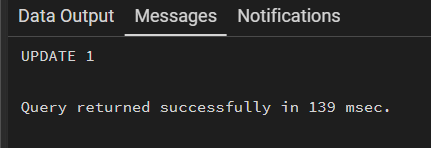 Data Output Messages Notifications
UPDATE 1
Query returned successfully in 139 msec.